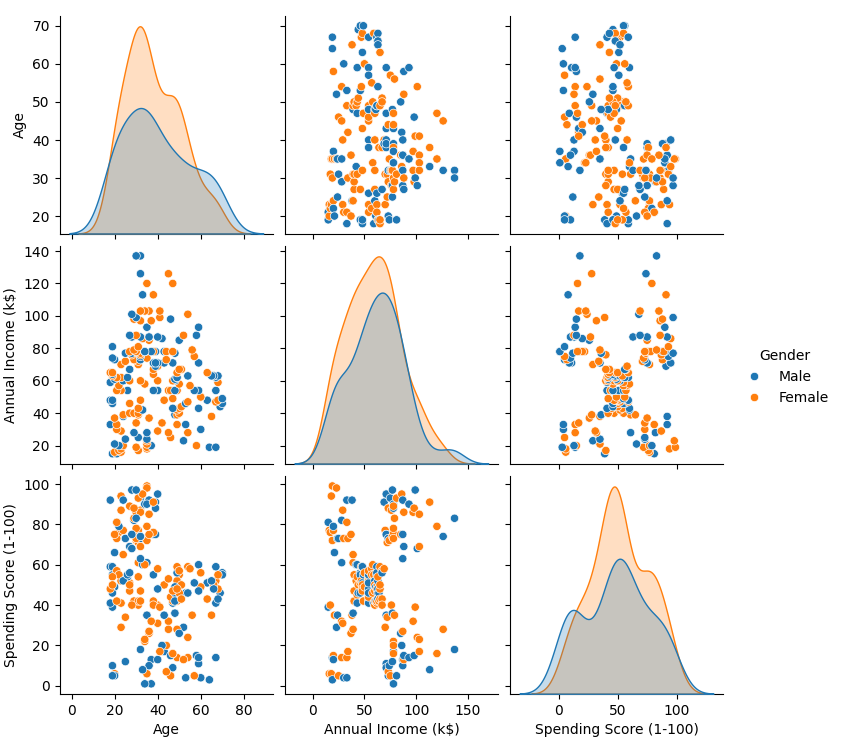 Age
70
60
50
40
30
20
Annual Income (k$)
140
120
100
80
60
40
20
Gender
Male
Female
Spending Score (1-100)
100
80
60
40
20
0
0 20 40 60 80
0 50 100 150
0 50 100
Age
Annual Income (k$)
Spending Score (1-100)